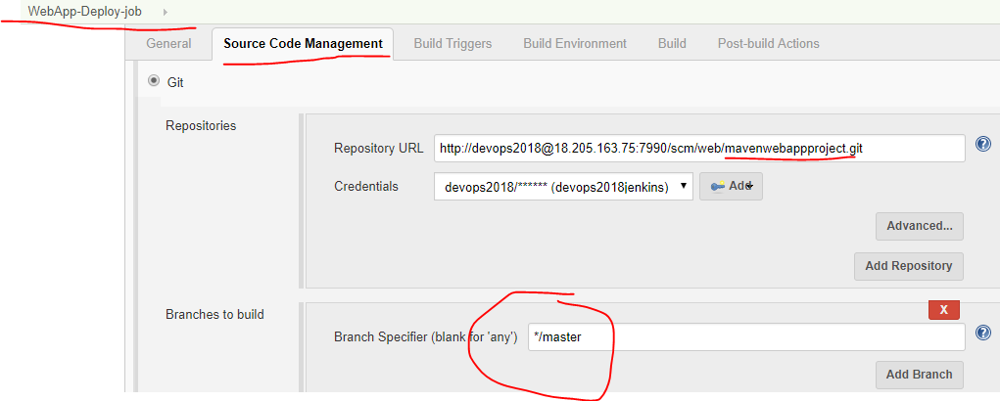 WebApp-Deploy-job
General Source Code Management Build Triggers Build Environment Build Post-build Actions
Git
Repositories
Repository URL http://devops2018@18.205.163.75:7990/scm/web/mavenwebappproject.git
Credentials devops2018/****** (devops2018jenkins) Add
Advanced...
Add Repository
Branches to build
X
Branch Specifier (blank for 'any') */master
Add Branch